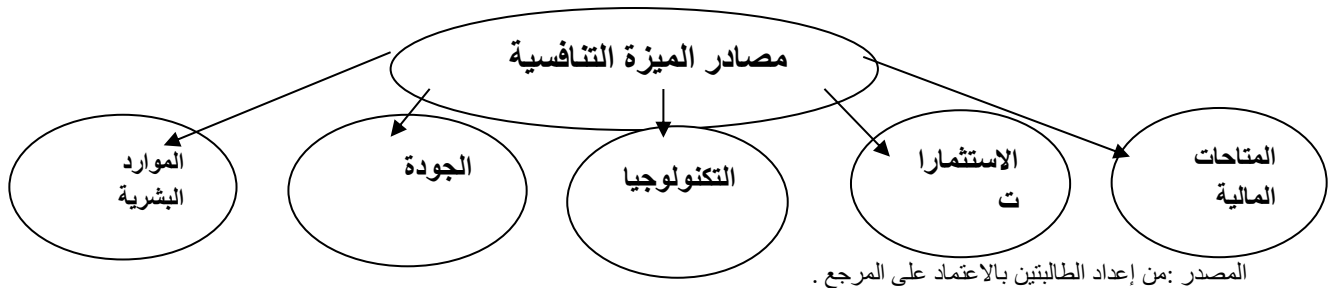 مصادر الميزة التنافسية
المتاحات
المالية
الاستثمارا
ت
التكنولوجيا
الجودة
الموارد
البشرية
المصدر :من إعداد الطالبتين بالاعتماد على المرجع .